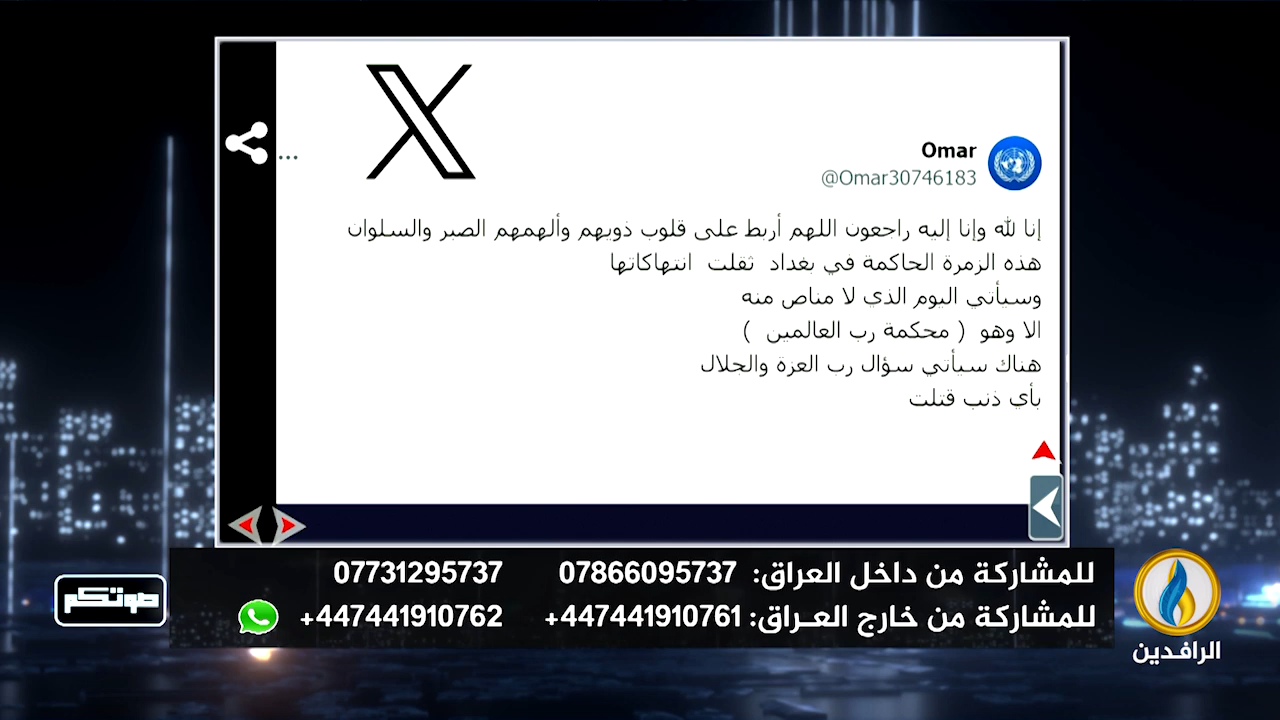 X
...
Omar
@Omar30746183
إنا لله وإنا إليه راجعون اللهم أربط على قلوب ذويهم وألهمهم الصبر والسلوان
هذه الزمرة الحاكمة في بغداد ثقلت انتهاكاتها
وسيأتي اليوم الذي لا مناص منه
الا وهو ( محكمة رب العالمين )
هناك سيأتي سؤال رب العزة والجلال
بأي ذنب قتلت
للمشاركة من داخل العراق: 07866095737 07731295737
للمشاركة من خارج العـراق: 447441910761+ 447441910762+
صوتكم
الرافدين